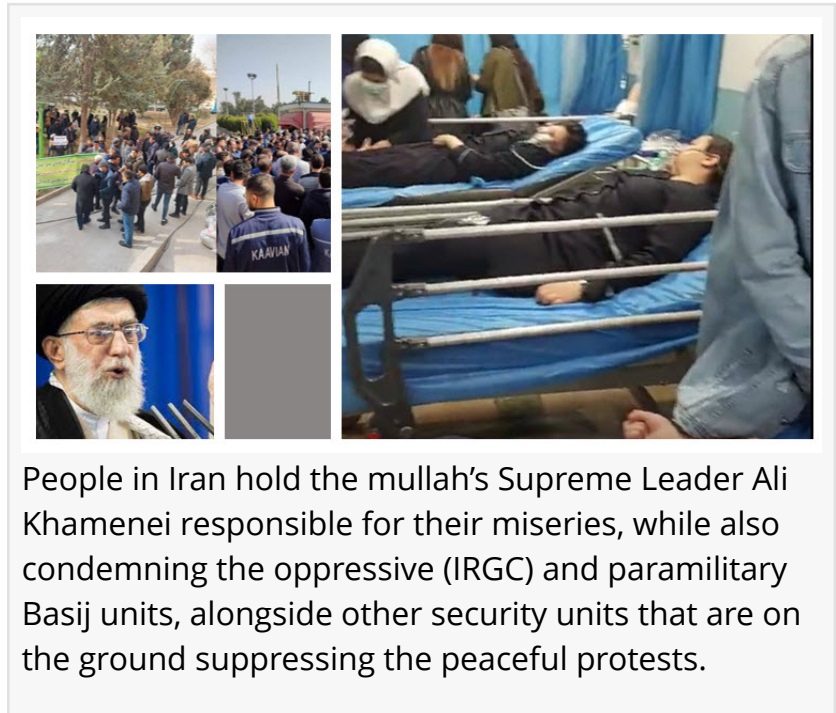 KAAVIAN
People in Iran hold the mullah's Supreme Leader Ali
Khamenei responsible for their miseries, while also
condemning the oppressive (IRGC) and paramilitary
Basij units, alongside other security units that are on
the ground suppressing the peaceful protests.